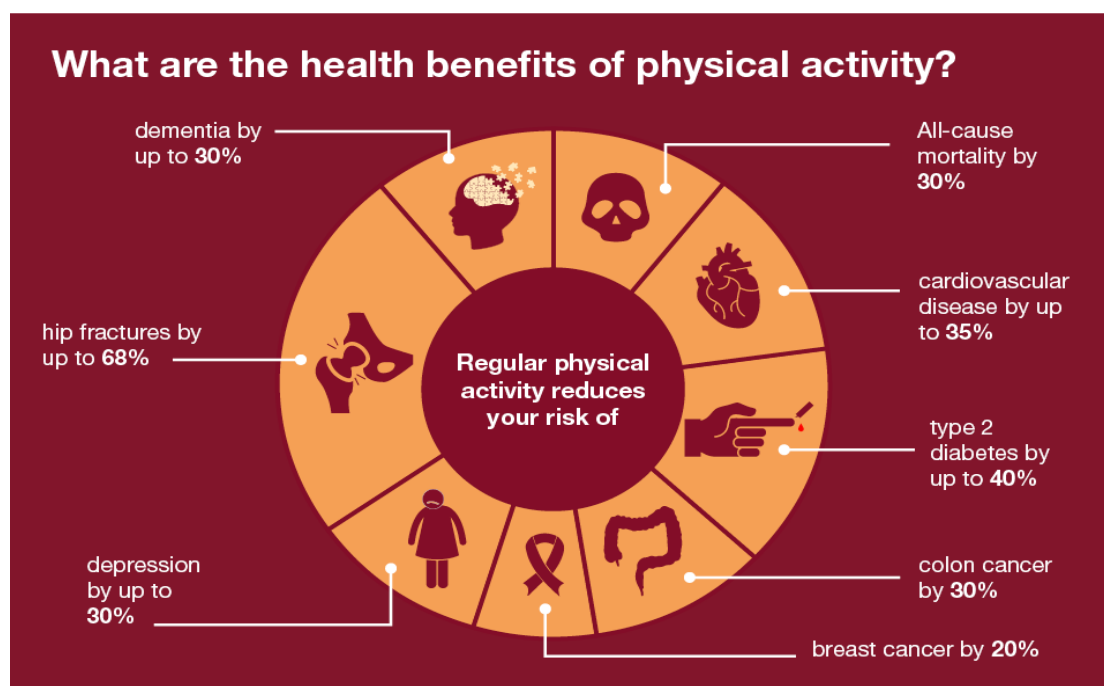 What are the health benefits of physical activity?
dementia by
up to 30%
All-cause
mortality by
30%
cardiovascular
disease by up
to 35%
hip fractures by
up to 68%
Regular physical
activity reduces
your risk of
type 2
diabetes by
up to 40%
depression
by up to
30%
colon cancer
by 30%
breast cancer by 20%